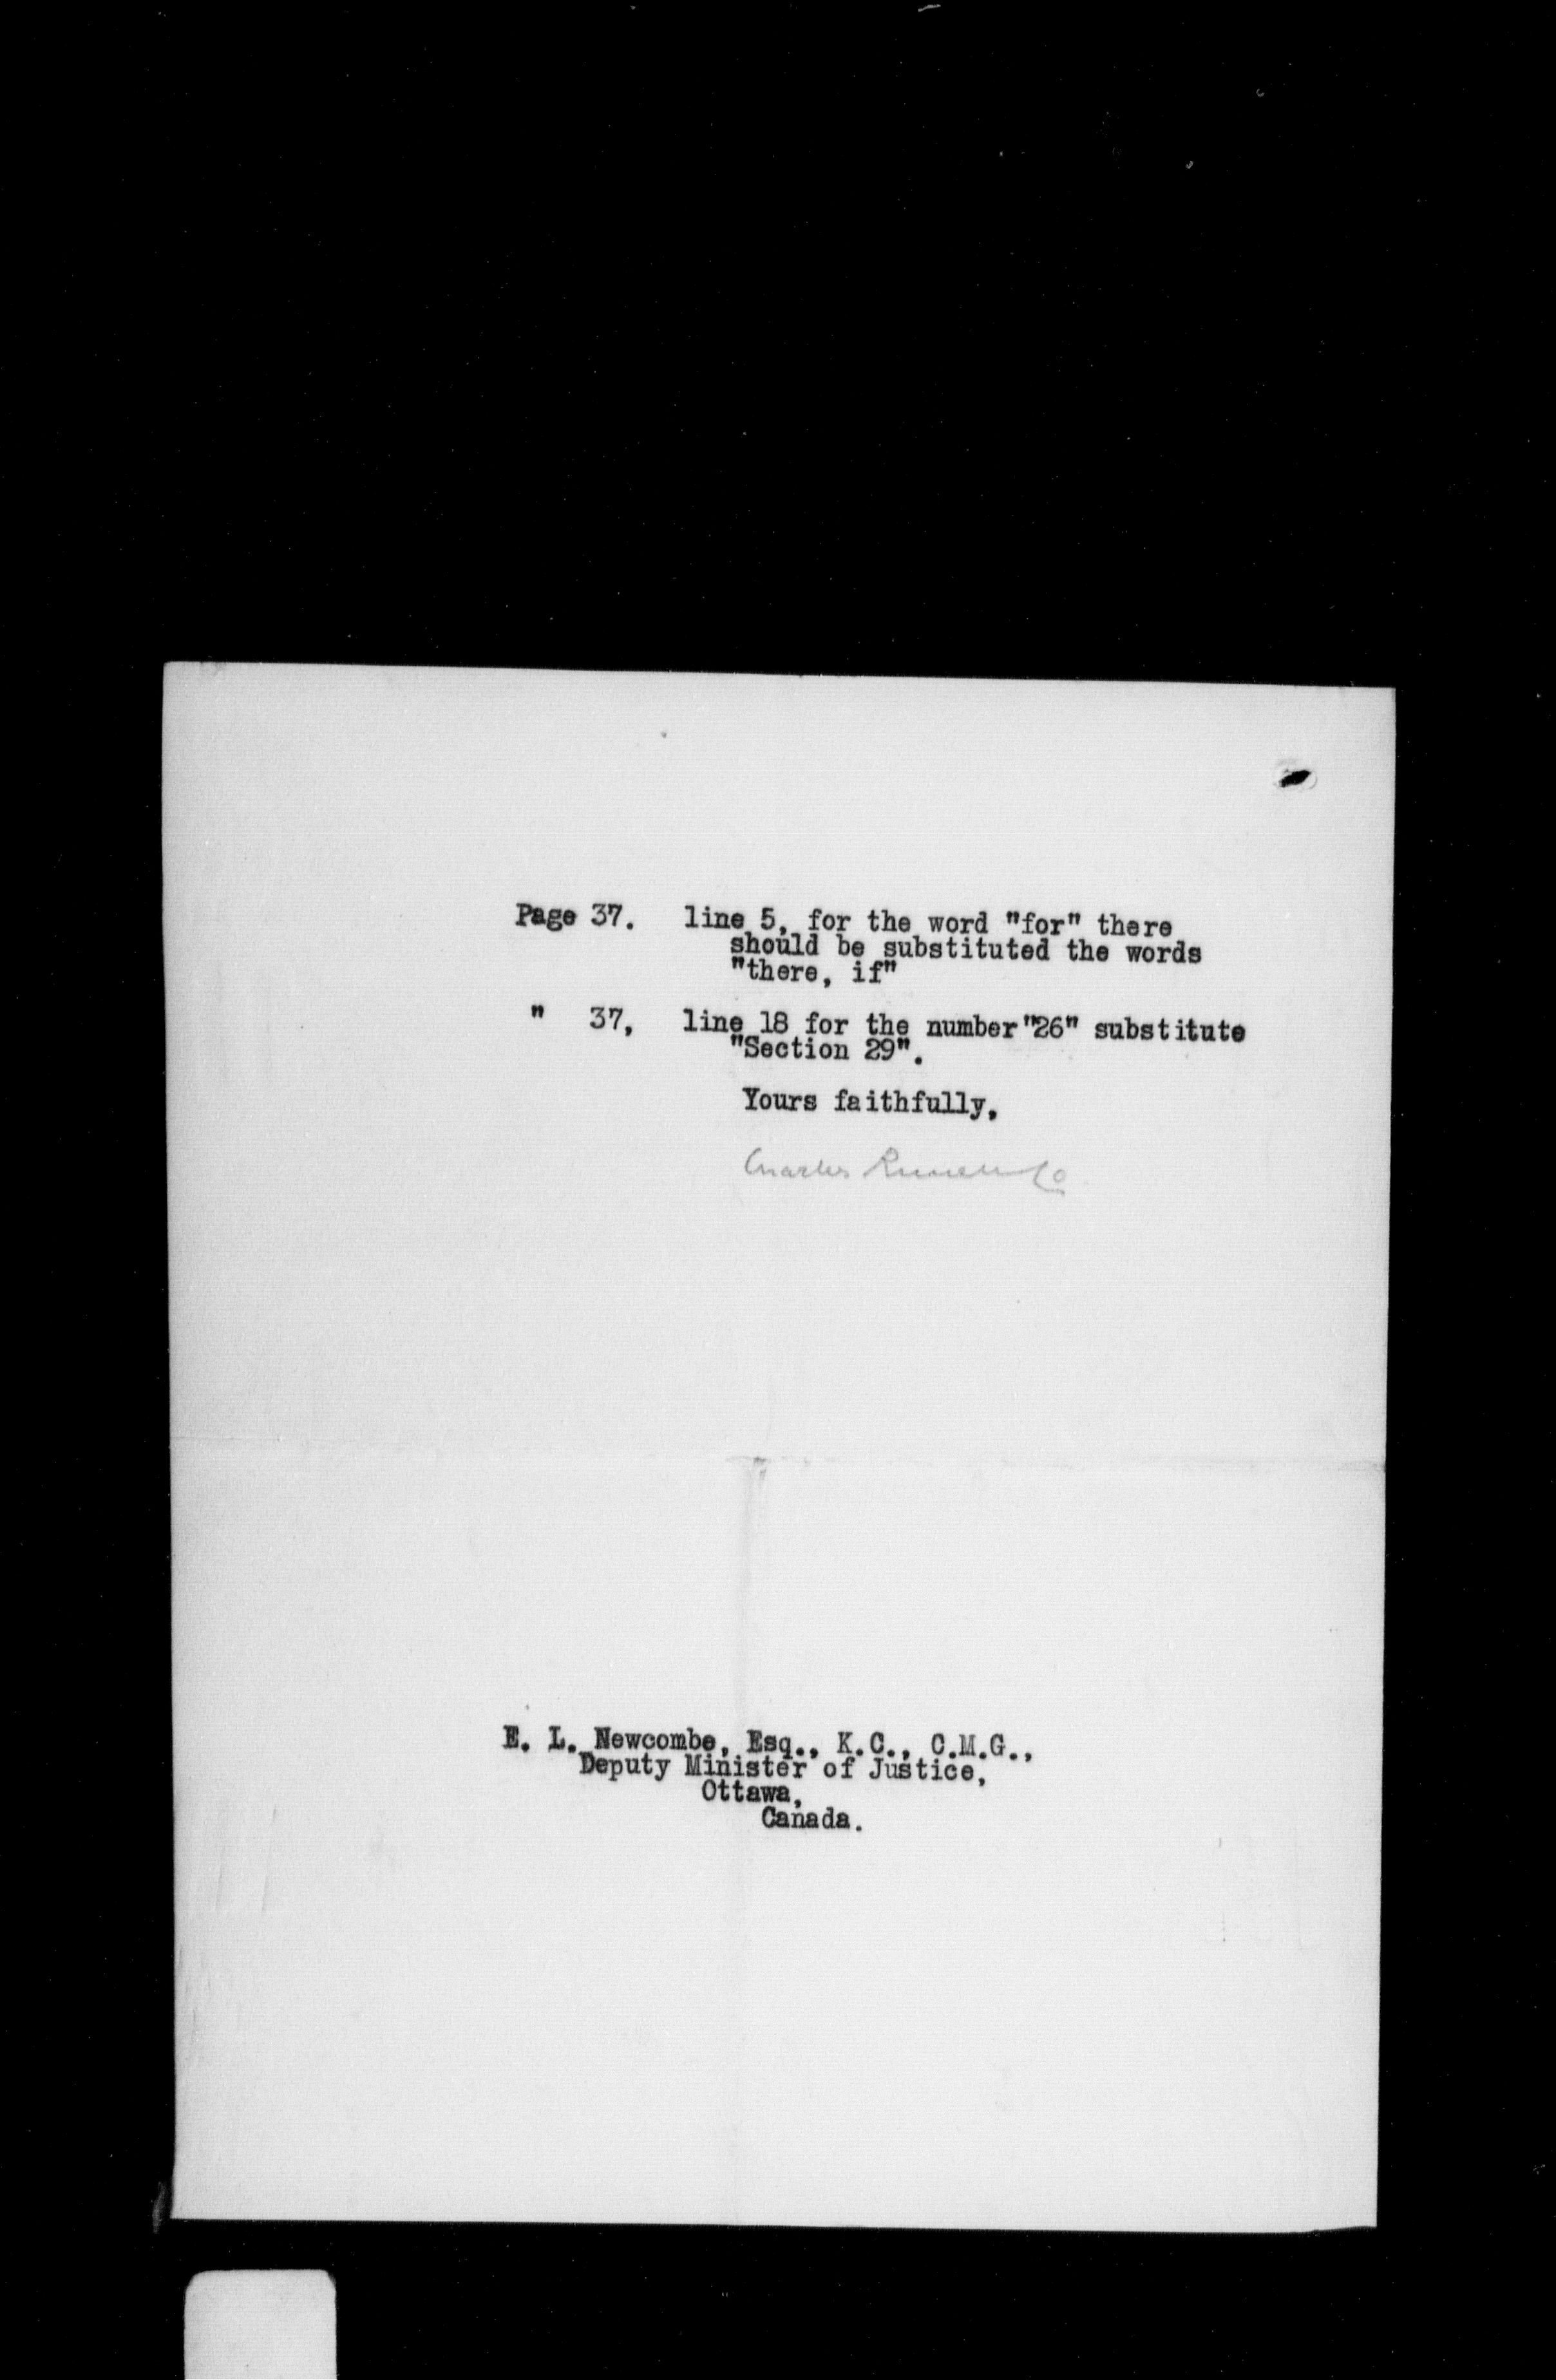 Page 37. line 5, for the word "for" there
should be substituted the words
"there, if"
" 37, line 18 for the number "26" substitute
"Section 29".
Yours faithfully,
Charles Russell & Co
E. L. Newcombe, Esq., K.C., C.M.G.,
Deputy Minister of Justice,
Ottawa,
Canada.